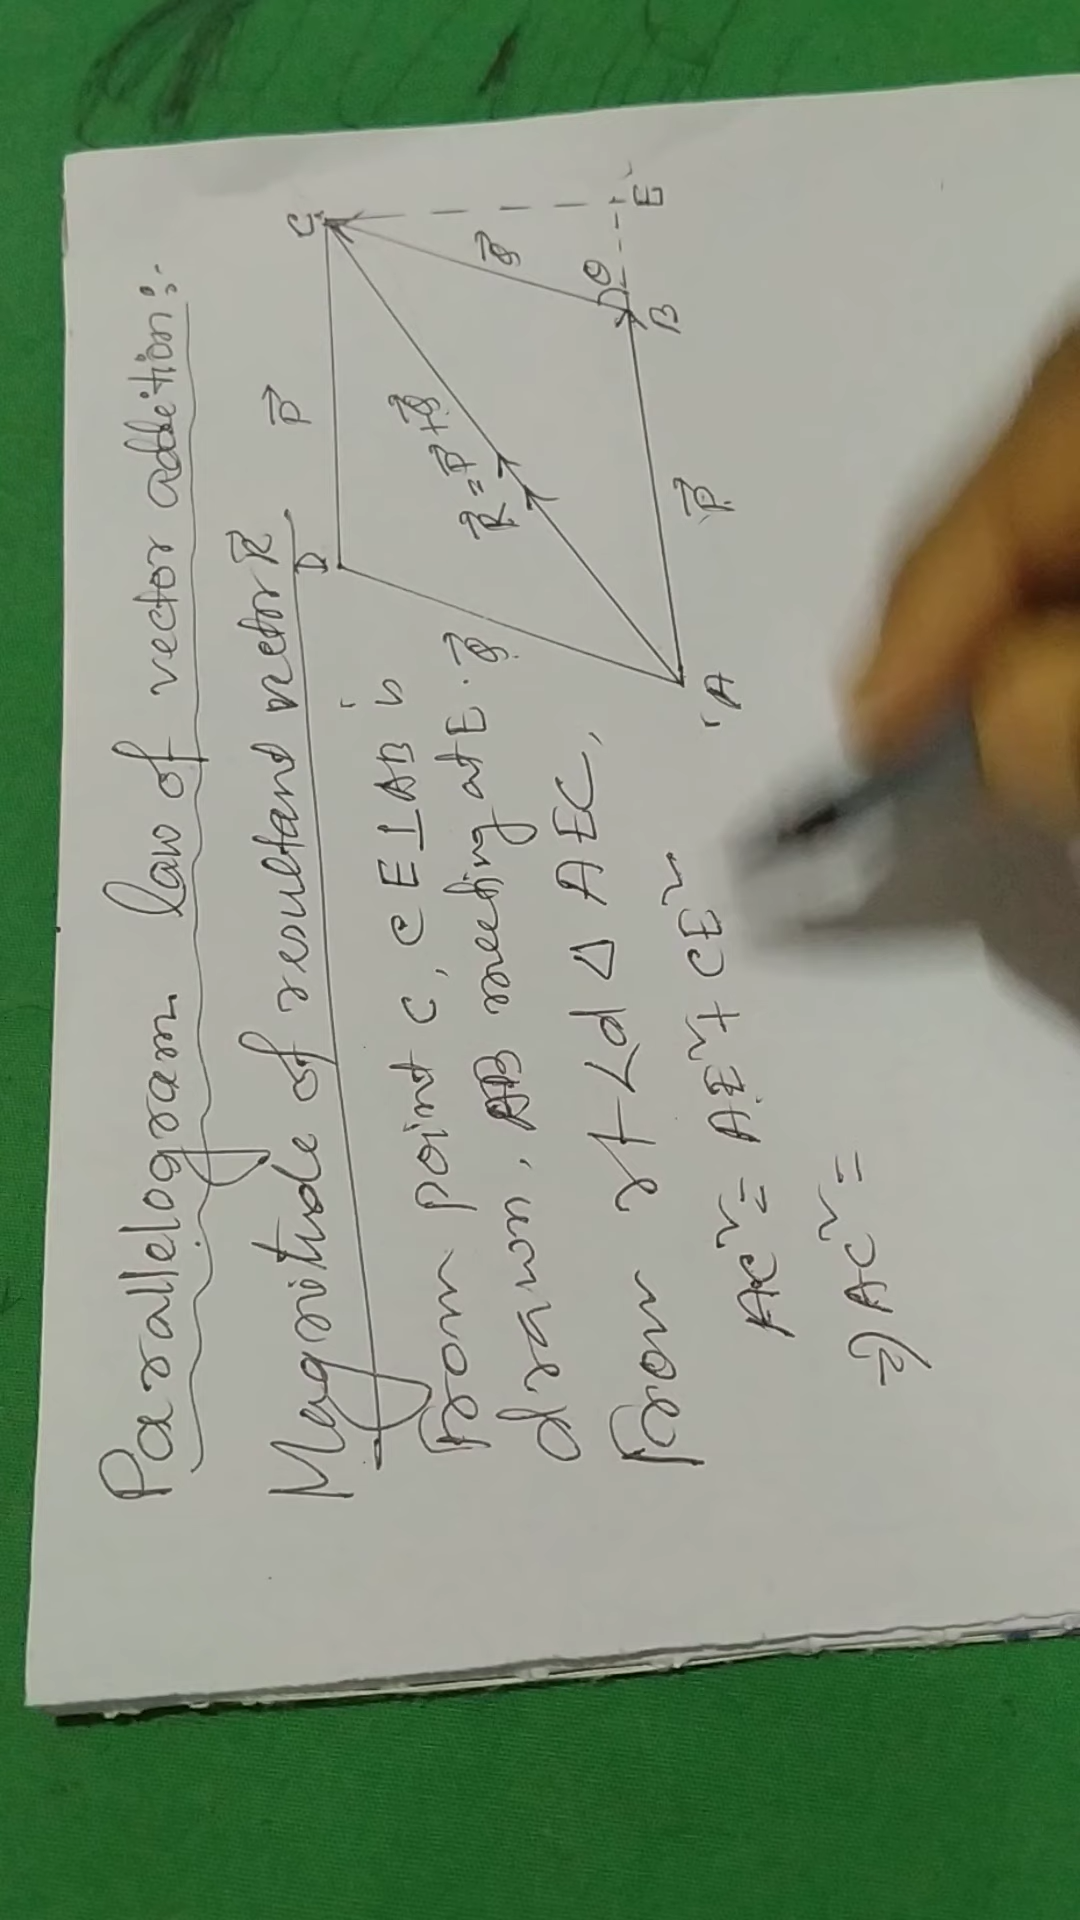 Parallelogram law of vector addition:-
Magnitude of resultant vector R⃗
From point C, CE⊥AB is
drawn. AB meeting at E.
From rt∠d Δ AEC,
AC² = AE² + CE²
⇒ AC² =
D
P⃗
C
Q⃗
R⃗ = P⃗ + Q⃗
Q⃗
θ
A
P⃗
B
E